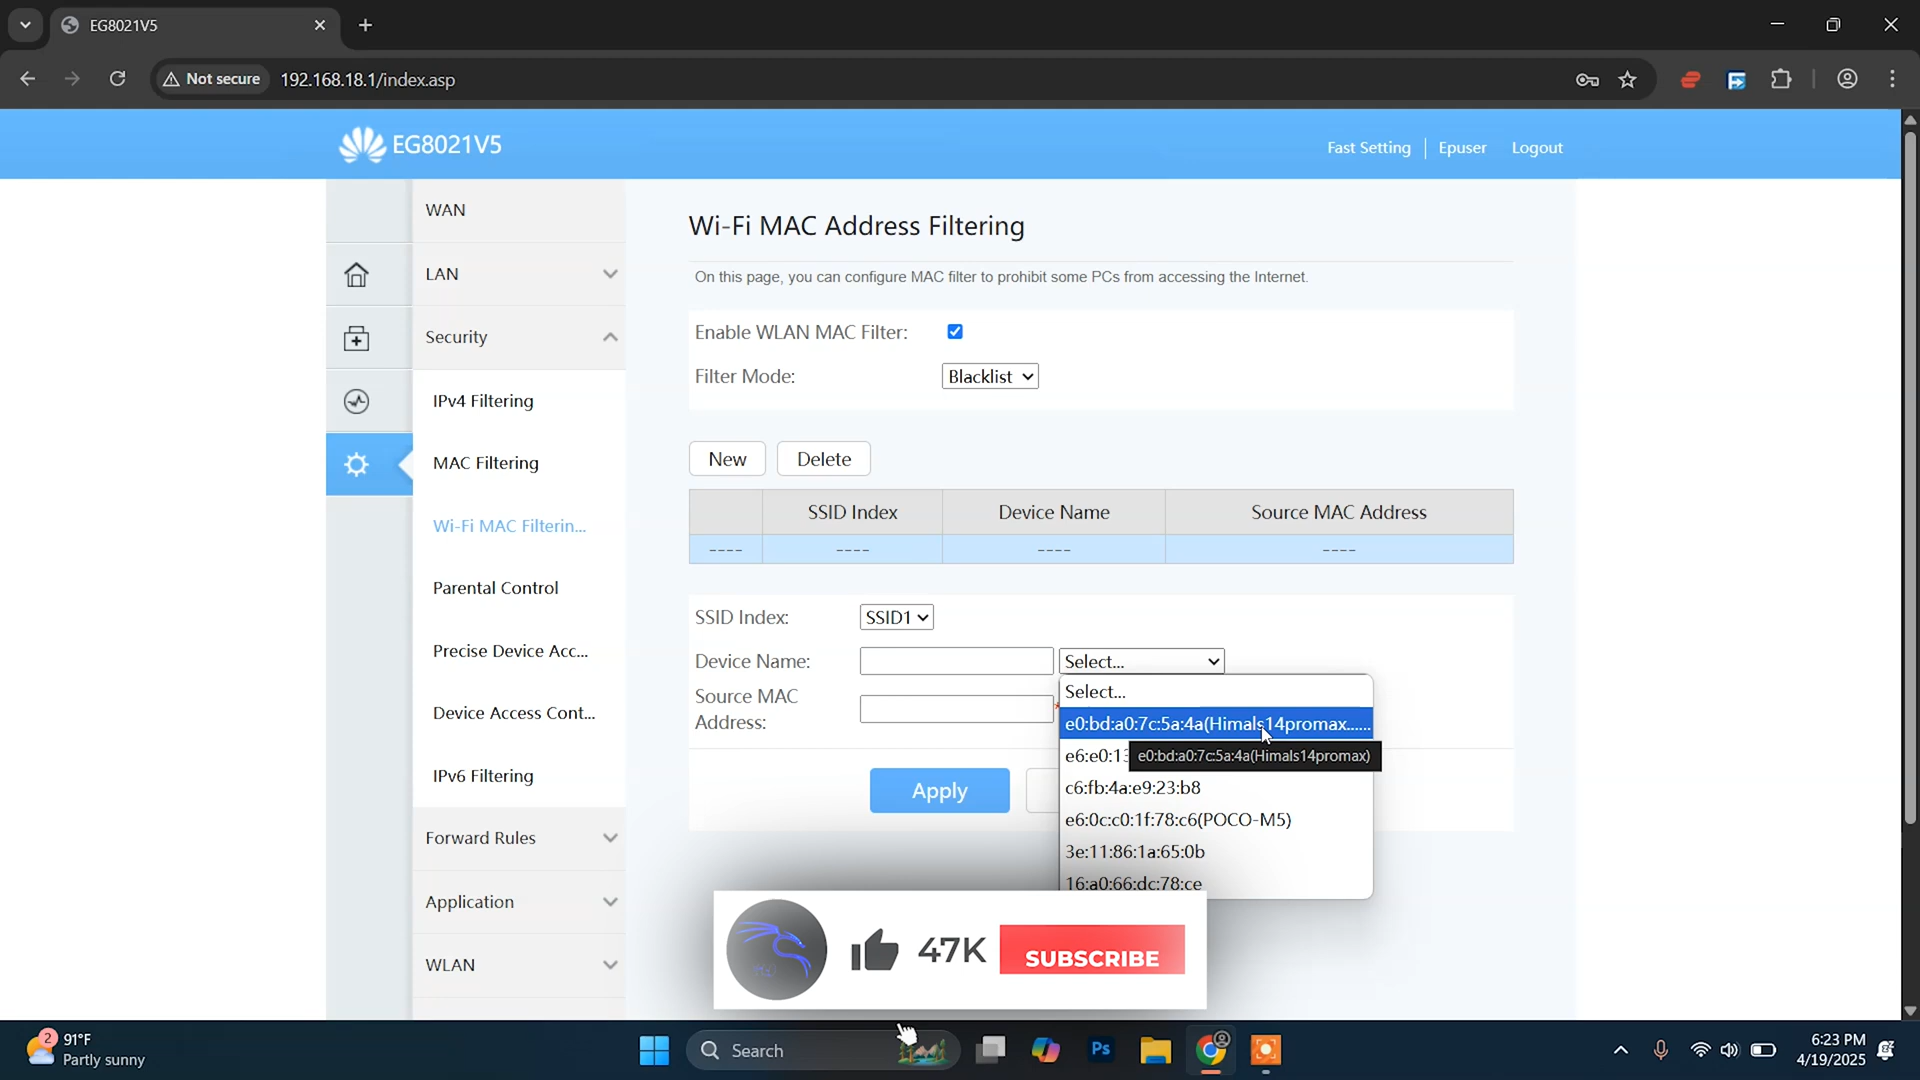 EG8021V5
Not secure
192.168.18.1/index.asp
EG8021V5
Fast Setting
Epuser
Logout
WAN
LAN
Security
IPv4 Filtering
MAC Filtering
Wi-Fi MAC Filterin...
Parental Control
Precise Device Acc...
Device Access Cont...
IPv6 Filtering
Forward Rules
Application
WLAN
Wi-Fi MAC Address Filtering
On this page, you can configure MAC filter to prohibit some PCs from accessing the Internet.
Enable WLAN MAC Filter:
Filter Mode:
Blacklist
New
Delete
SSID Index
Device Name
Source MAC Address
----
----
----
----
SSID Index:
SSID1
Device Name:
Select...
Source MAC
Address:
*
Select...
e0:bd:a0:7c:5a:4a(Himals14promax......
e6:e0:13
e0:bd:a0:7c:5a:4a(Himals14promax)
c6:fb:4a:e9:23:b8
e6:0c:c0:1f:78:c6(POCO-M5)
3e:11:86:1a:65:0b
16:a0:66:dc:78:ce
Apply
47K
SUBSCRIBE
2
91°F
Partly sunny
Search
Ps
6:23 PM
4/19/2025